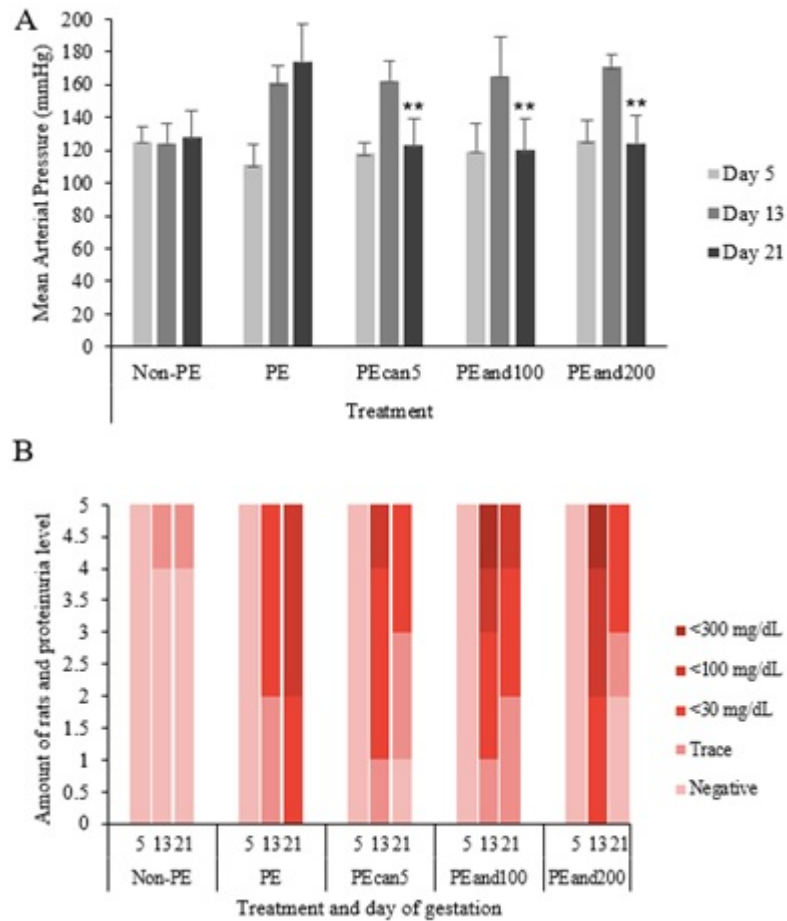 A
Mean Arterial Pressure (mmHg)
200
180
160
140
120
100
80
60
40
20
0
**
**
**
Day 5
Day 13
Day 21
Non-PE PE PEcan5 PEand100 PEand200
Treatment
B
Amount of rats and proteinuria level
5
4.5
4
3.5
3
2.5
2
1.5
1
0.5
0
<300 mg/dL
<100 mg/dL
<30 mg/dL
Trace
Negative
5 13 21 5 13 21 5 13 21 5 13 21 5 13 21
Non-PE PE PEcan5 PEand100 PEand200
Treatment and day of gestation